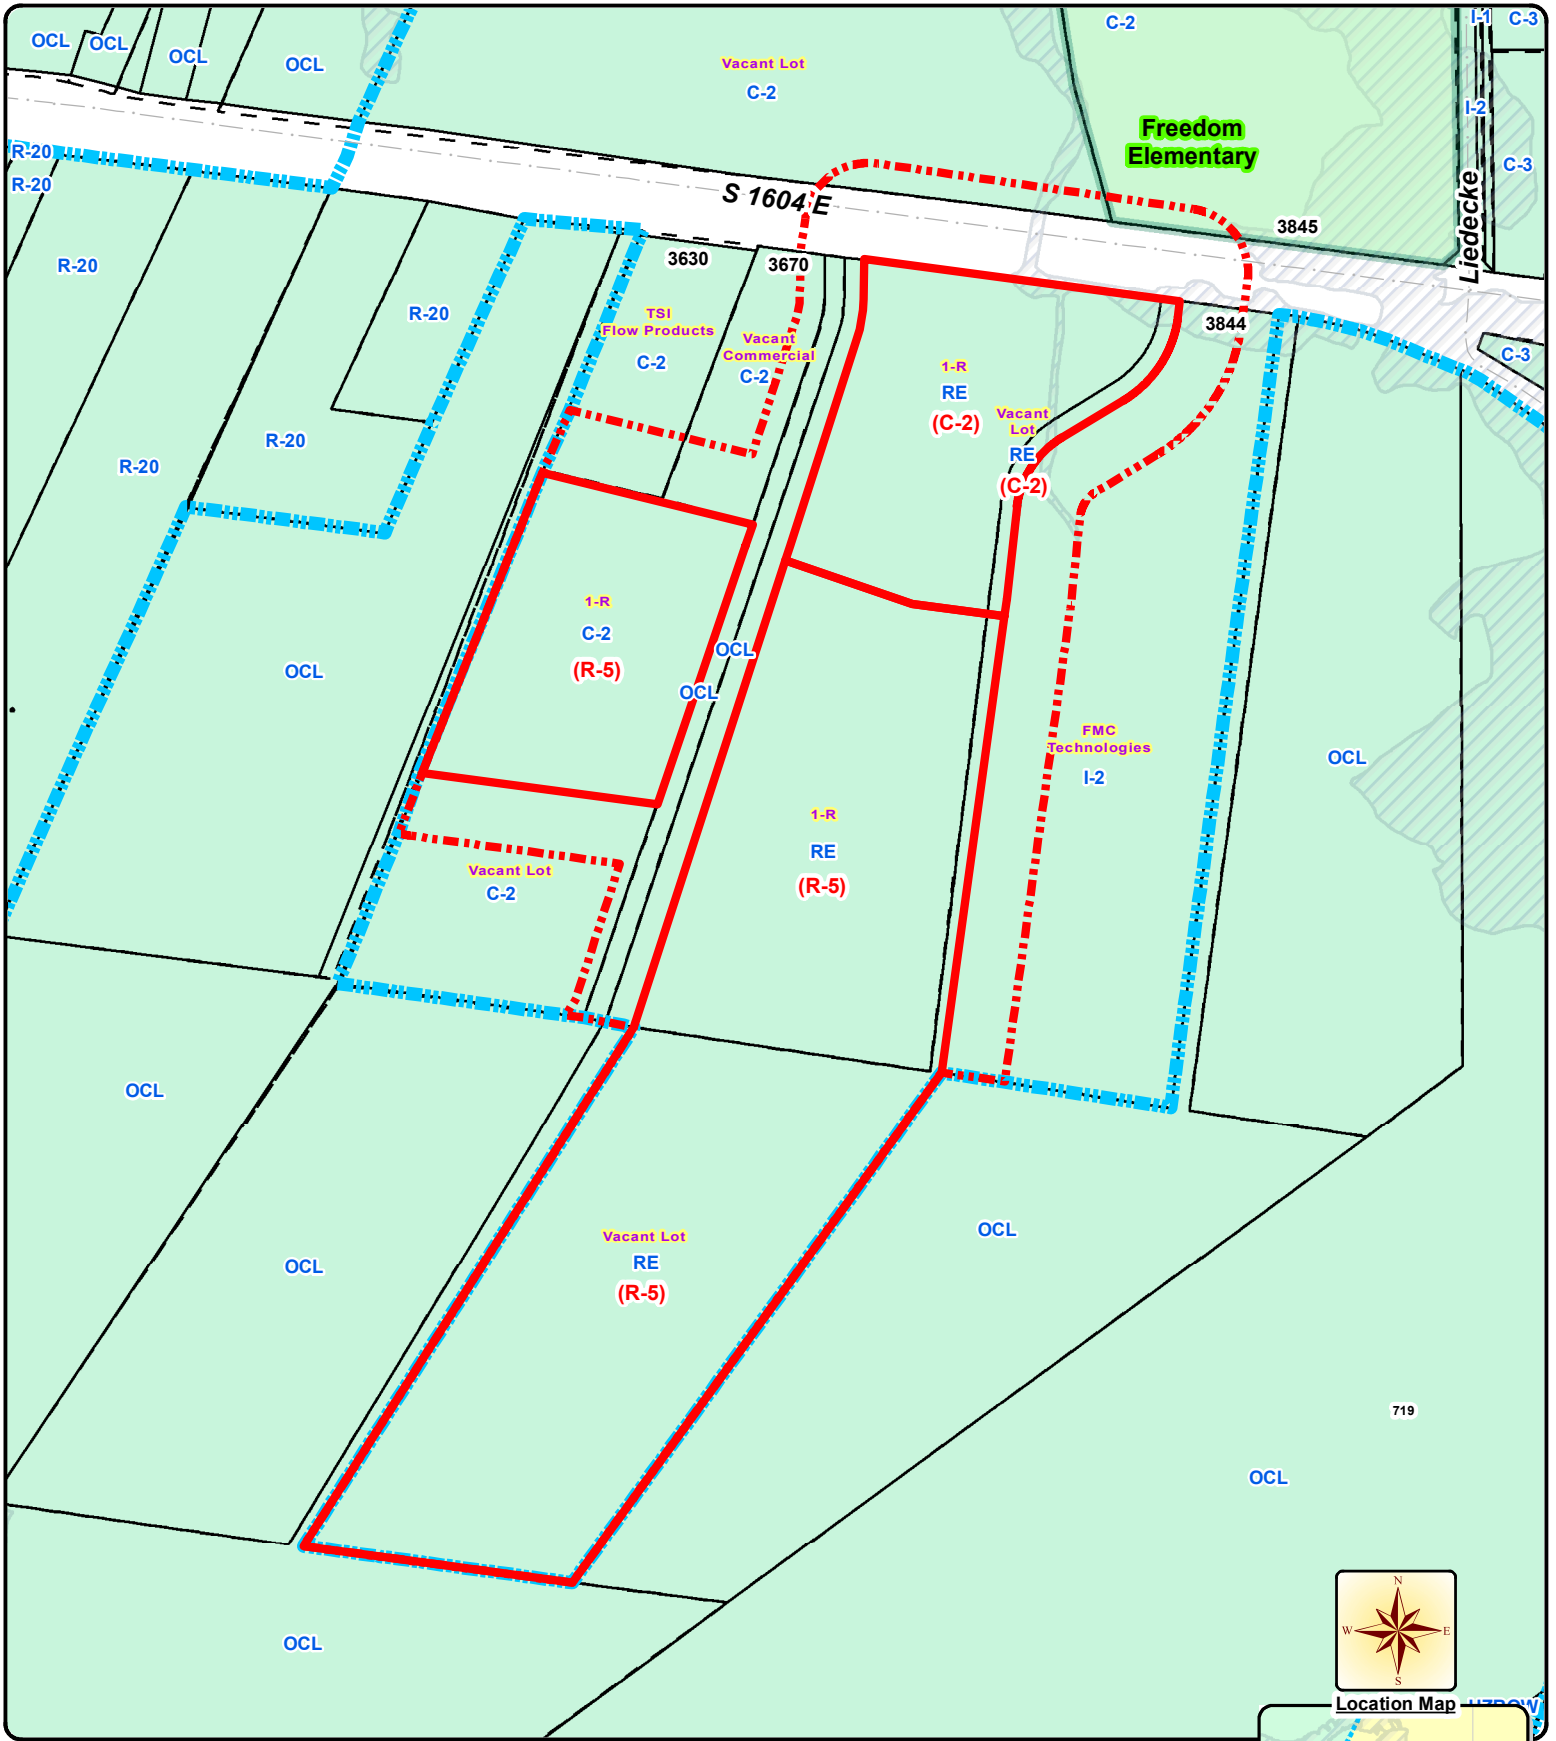 C-2
I-1
C-3
OCL
OCL
OCL
OCL
Vacant Lot
C-2
I-2
Freedom
Elementary
R-20
C-3
R-20
S 1604 E
Liedecke
3845
R-20
3630
3670
R-20
TSI
Flow Products
C-2
Vacant
Commercial
C-2
3844
C-3
1-R
RE
(C-2)
Vacant
Lot
RE
(C-2)
R-20
R-20
1-R
C-2
(R-5)
OCL
OCL
OCL
FMC
Technologies
I-2
OCL
1-R
RE
(R-5)
Vacant Lot
C-2
OCL
OCL
Vacant Lot
RE
(R-5)
OCL
719
OCL
OCL
N
W
E
S
Location Map
UZROW